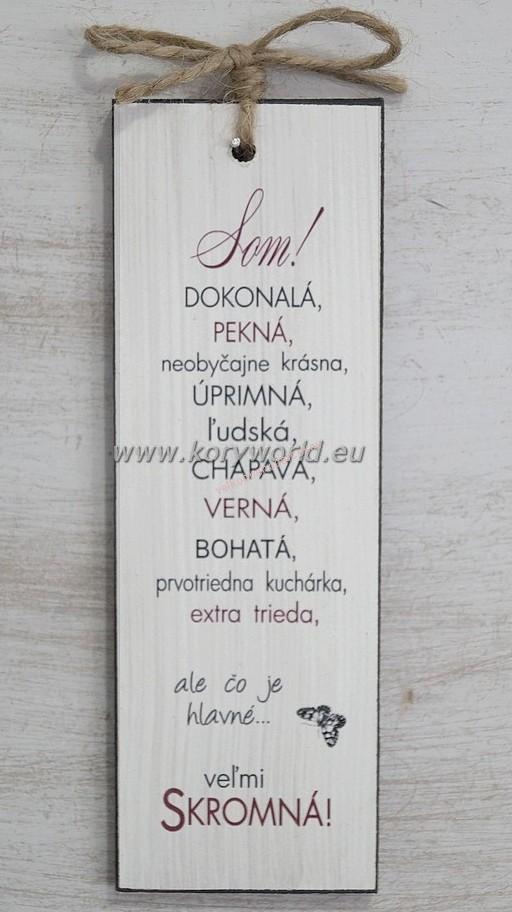 Som!
DOKONALÁ,
PEKNÁ,
neobyčajne krásna,
ÚPRIMNÁ,
ľudská,
www.koryworld.eu
CHÁPAVÁ,
VERNÁ,
BOHATÁ,
prvotriedna kuchárka,
extra trieda,
ale čo je
hlavné...
veľmi
SKROMNÁ!